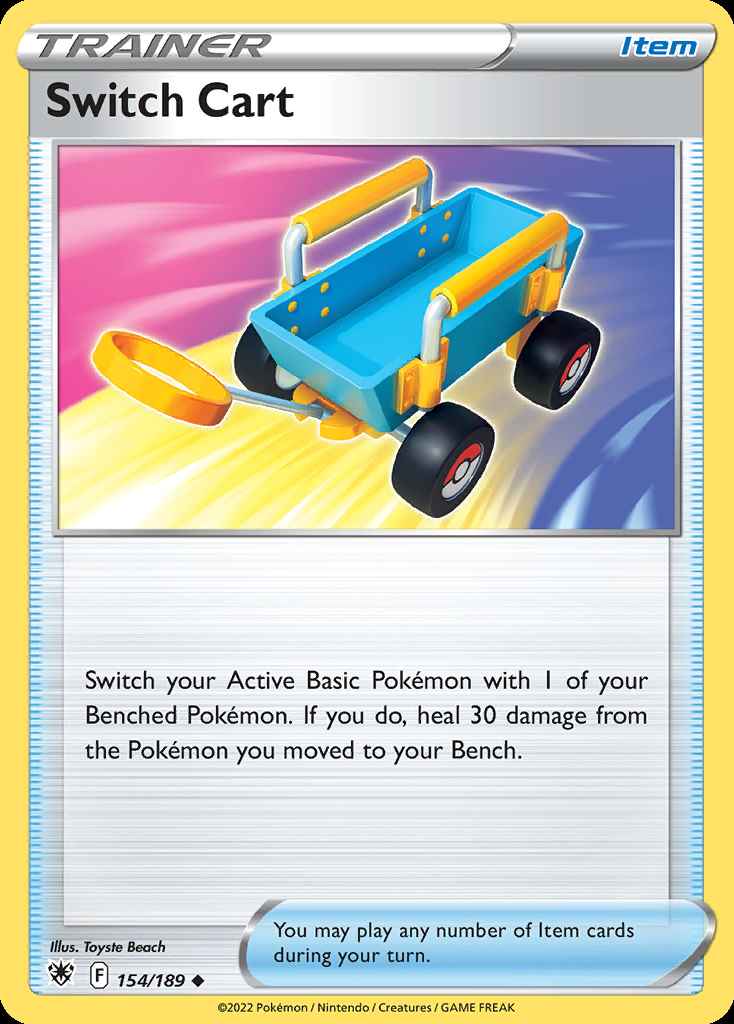 TRAINER
Item
Switch Cart
Switch your Active Basic Pokémon with 1 of your
Benched Pokémon. If you do, heal 30 damage from
the Pokémon you moved to your Bench.
Illus. Toyste Beach
You may play any number of Item cards
during your turn.
F 154/189
©2022 Pokémon / Nintendo / Creatures / GAME FREAK